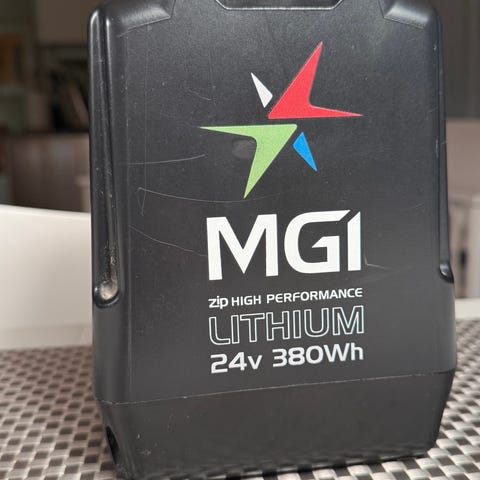 MGI
zip HIGH PERFORMANCE
LITHIUM
24v 380Wh